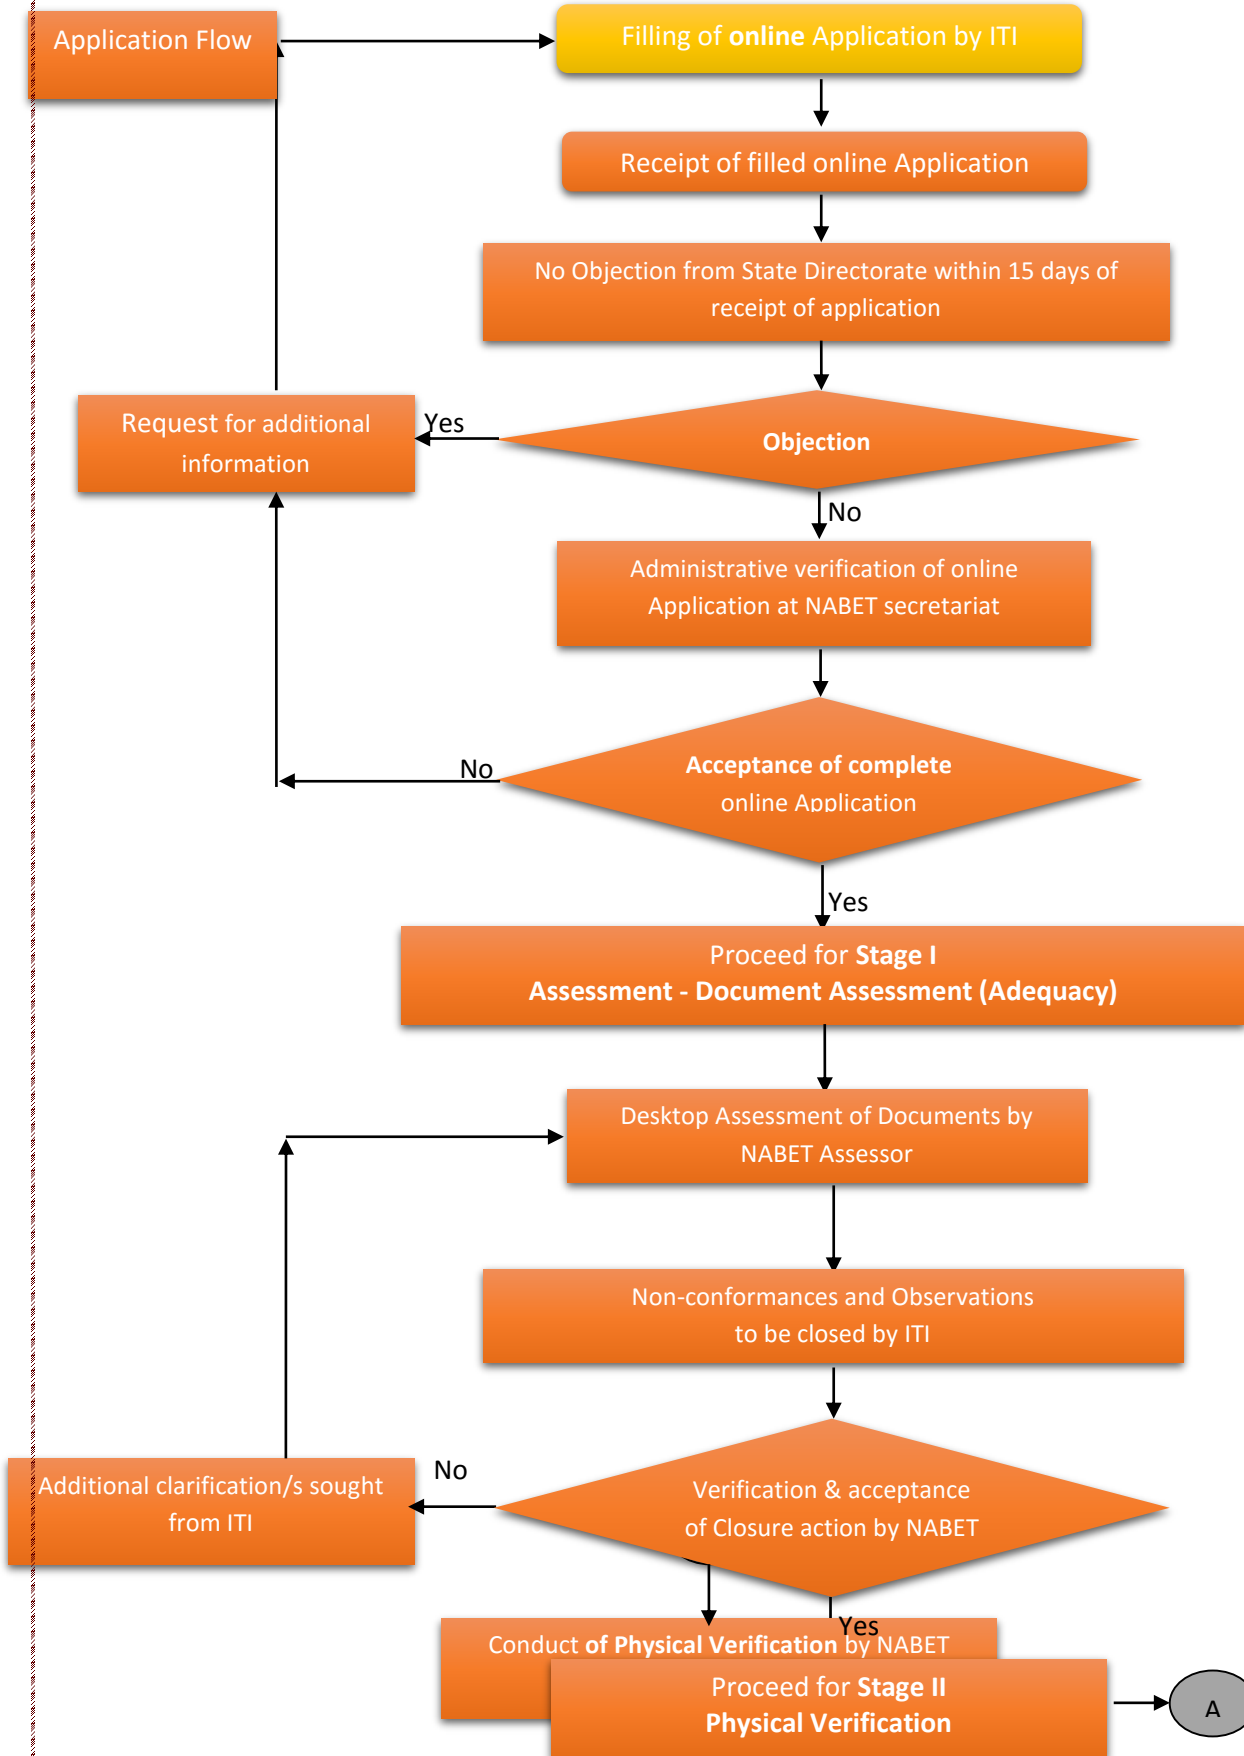 Application Flow
Filling of online Application by ITI
Receipt of filled online Application
No Objection from State Directorate within 15 days of
receipt of application
Request for additional
information
Yes
Objection
No
Administrative verification of online
Application at NABET secretariat
No
Acceptance of complete
online Application
Yes
Proceed for Stage I
Assessment - Document Assessment (Adequacy)
Desktop Assessment of Documents by
NABET Assessor
Non-conformances and Observations
to be closed by ITI
Additional clarification/s sought
from ITI
No
Verification & acceptance
of Closure action by NABET
Yes
Conduct of Physical Verification by NABET
Proceed for Stage II
Physical Verification
A